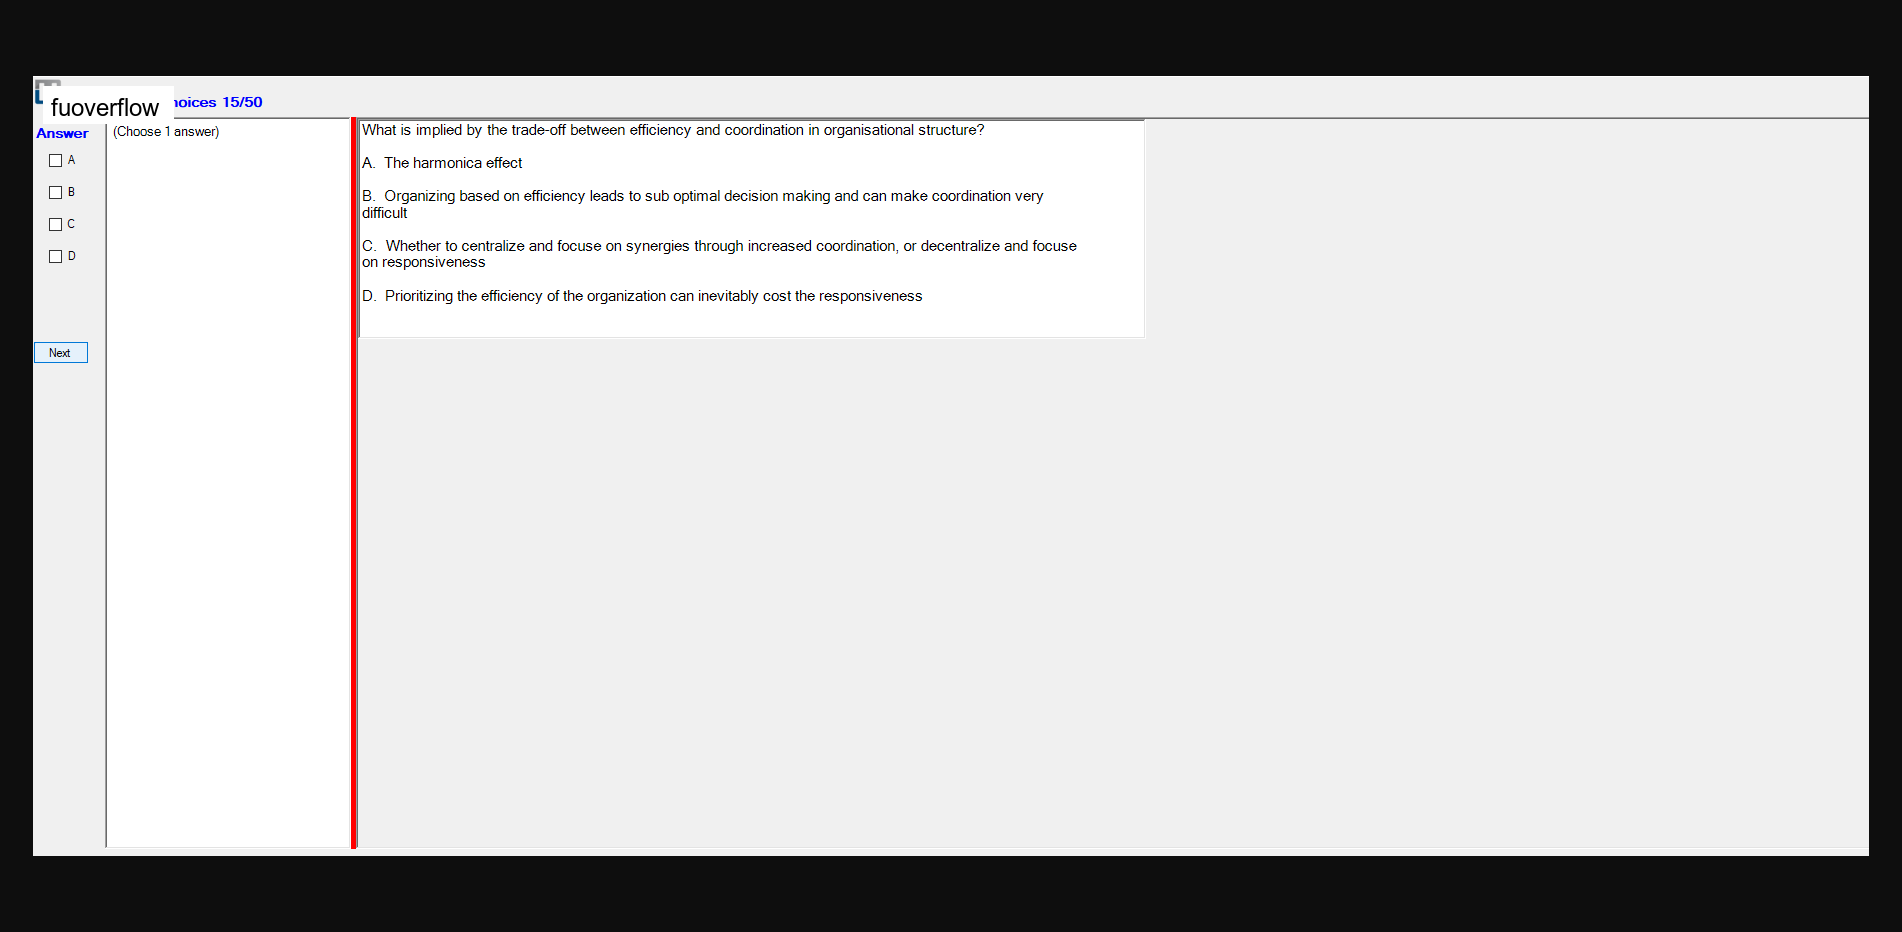 fuoverflow
hoices 15/50
Answer
(Choose 1 answer)
A
B
C
D
Next
What is implied by the trade-off between efficiency and coordination in organisational structure?
A. The harmonica effect
B. Organizing based on efficiency leads to sub optimal decision making and can make coordination very
difficult
C. Whether to centralize and focuse on synergies through increased coordination, or decentralize and focuse
on responsiveness
D. Prioritizing the efficiency of the organization can inevitably cost the responsiveness